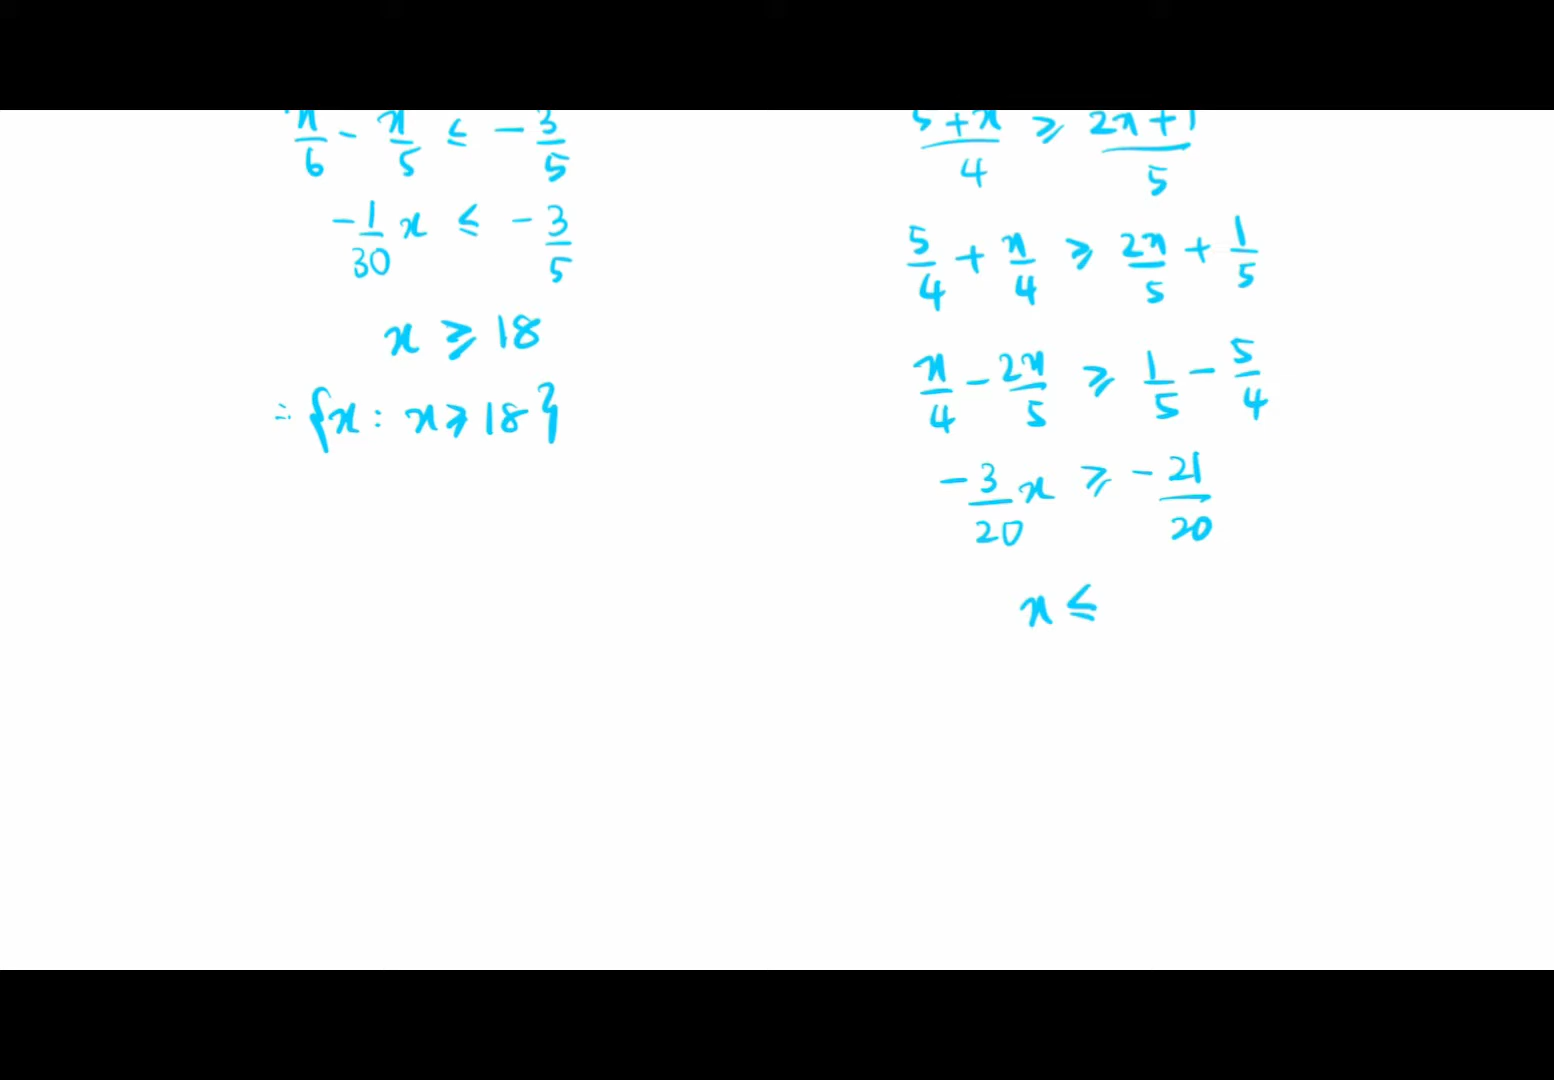 x/6 - x/5 ≤ - 3/5
-1/30 x ≤ - 3/5
x ≥ 18
∴ {x : x ≥ 18}
5+x/4 ≥ 2x+1/5
5/4 + x/4 ≥ 2x/5 + 1/5
x/4 - 2x/5 ≥ 1/5 - 5/4
-3/20 x ≥ - 21/20
x ≤